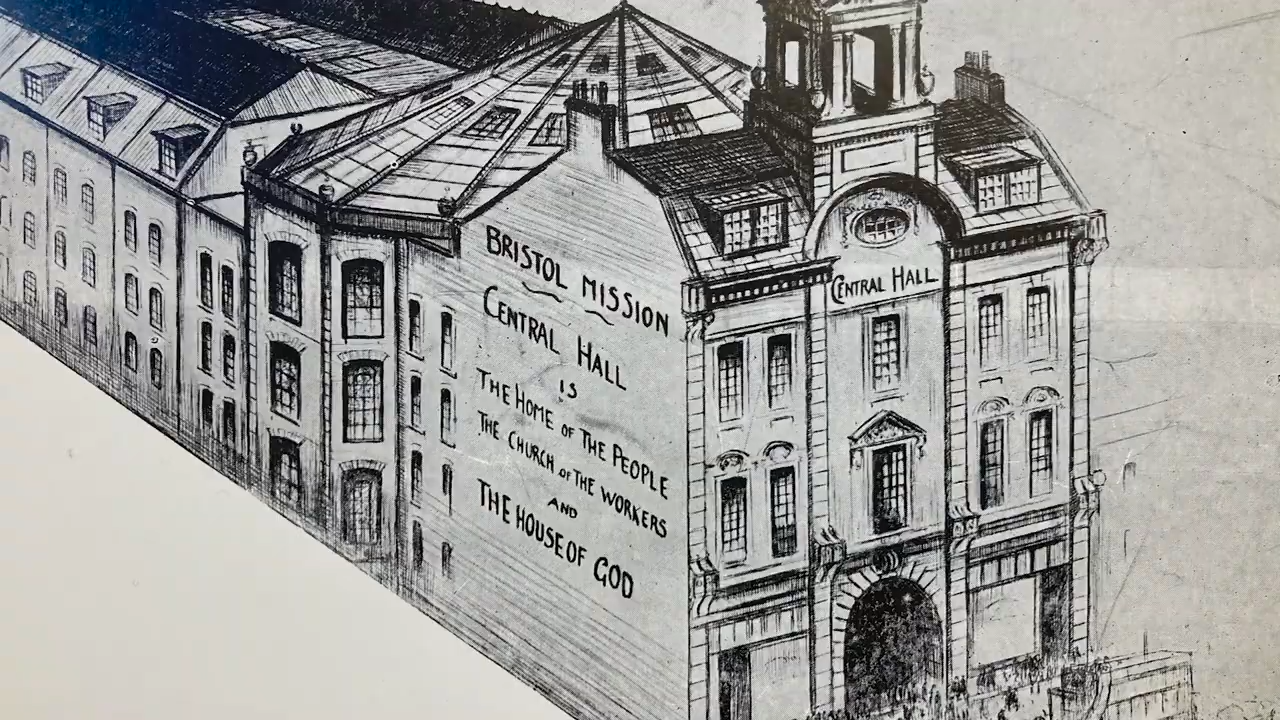 BRISTOL MISSION
CENTRAL HALL
IS
THE HOME OF THE PEOPLE
THE CHURCH OF THE WORKERS
AND
THE HOUSE OF GOD
CENTRAL HALL